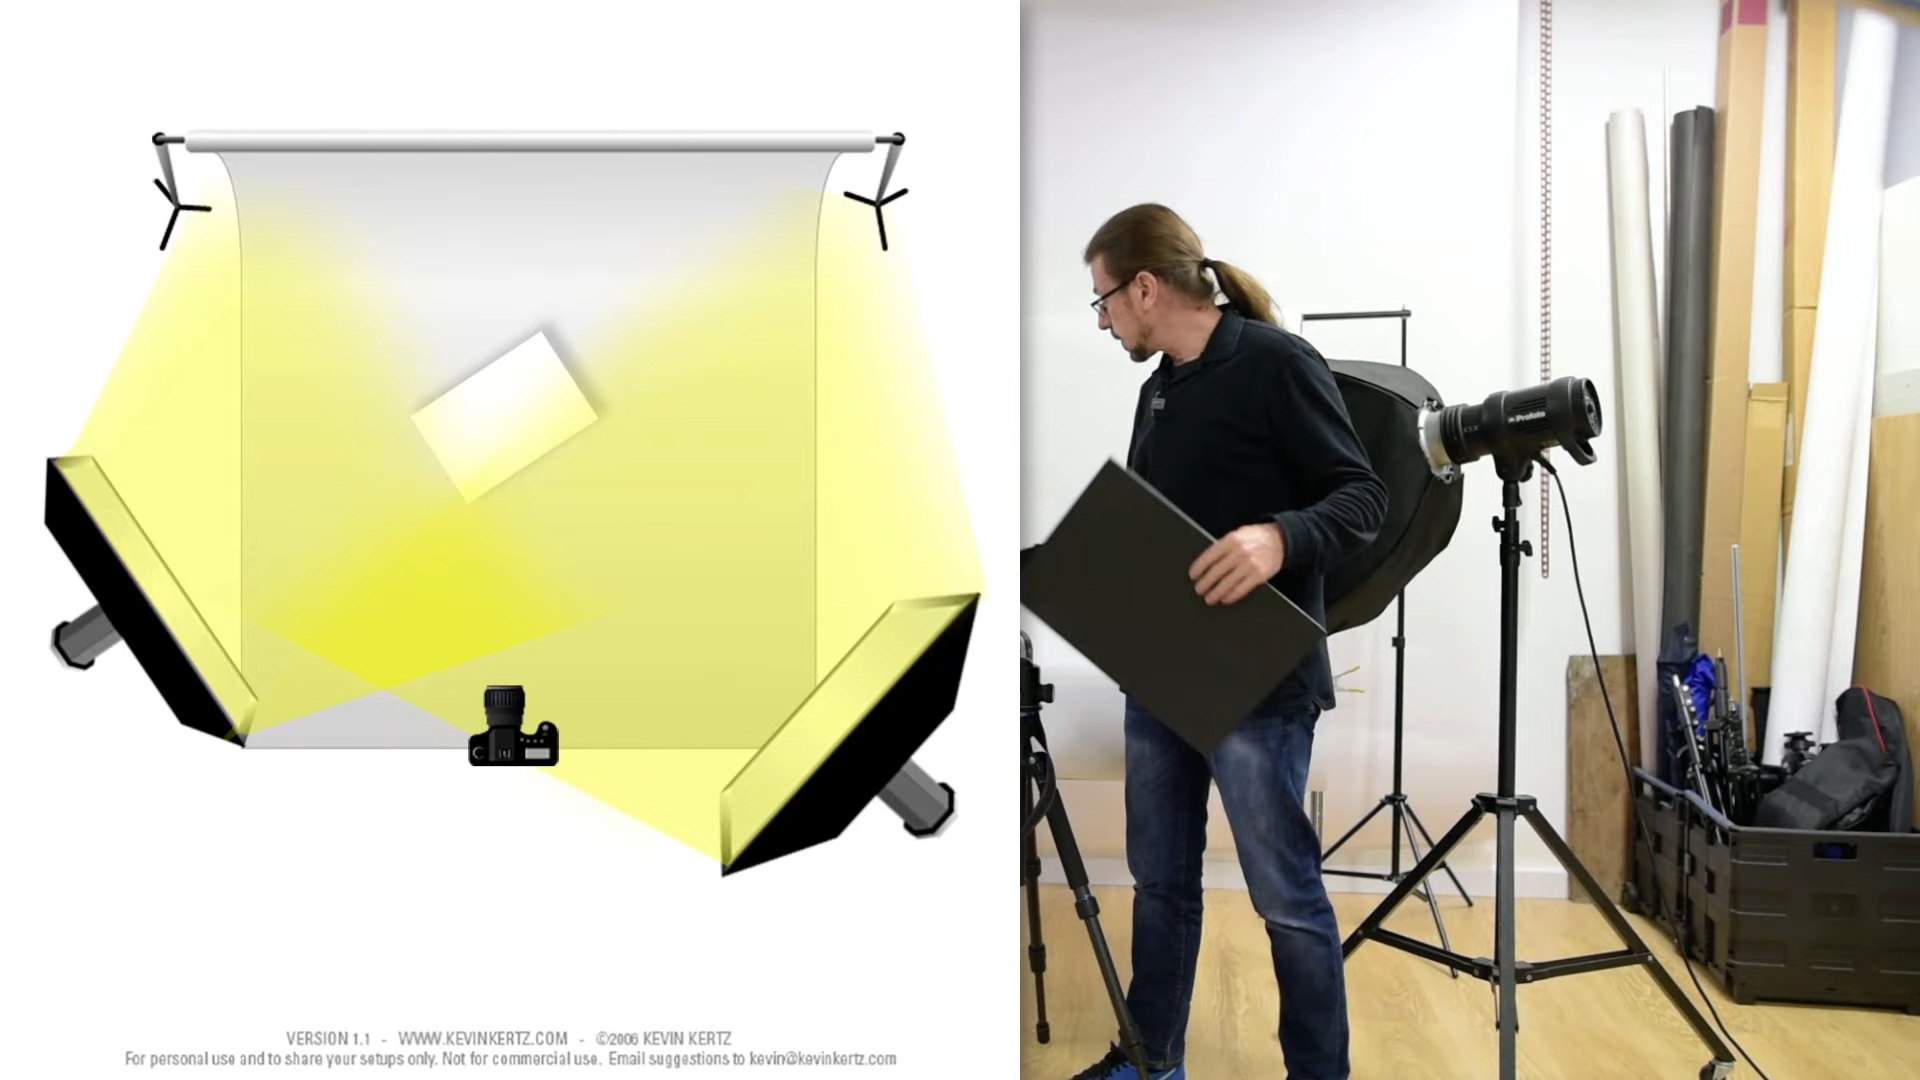 Profoto
VERSION 1.1 - WWW.KEVINKERTZ.COM - ©2006 KEVIN KERTZ
For personal use and to share your setups only. Not for commercial use. Email suggestions to kevin@kevinkertz.com